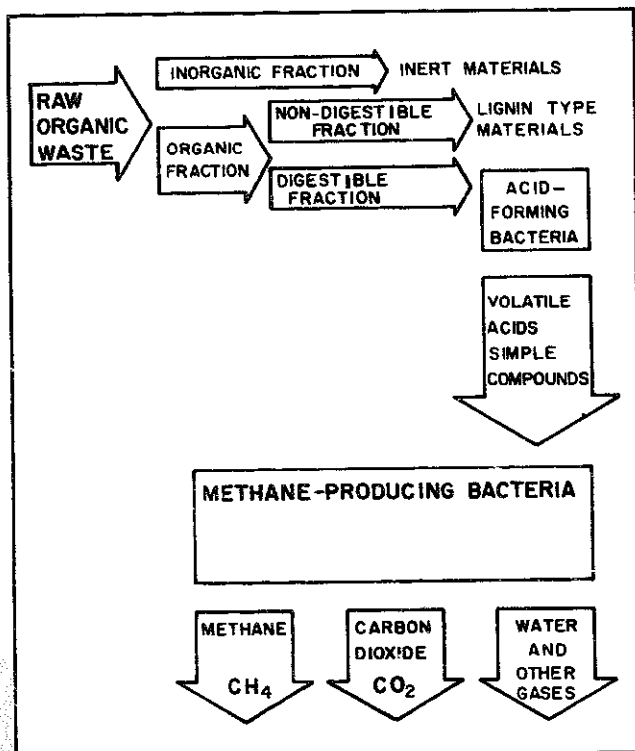 RAW
ORGANIC
WASTE
INORGANIC FRACTION
INERT MATERIALS
ORGANIC
FRACTION
NON-DIGESTIBLE
FRACTION
LIGNIN TYPE
MATERIALS
DIGESTIBLE
FRACTION
ACID-
FORMING
BACTERIA
VOLATILE
ACIDS
SIMPLE
COMPOUNDS
METHANE-PRODUCING BACTERIA
METHANE
CH₄
CARBON
DIOXIDE
CO₂
WATER
AND
OTHER
GASES